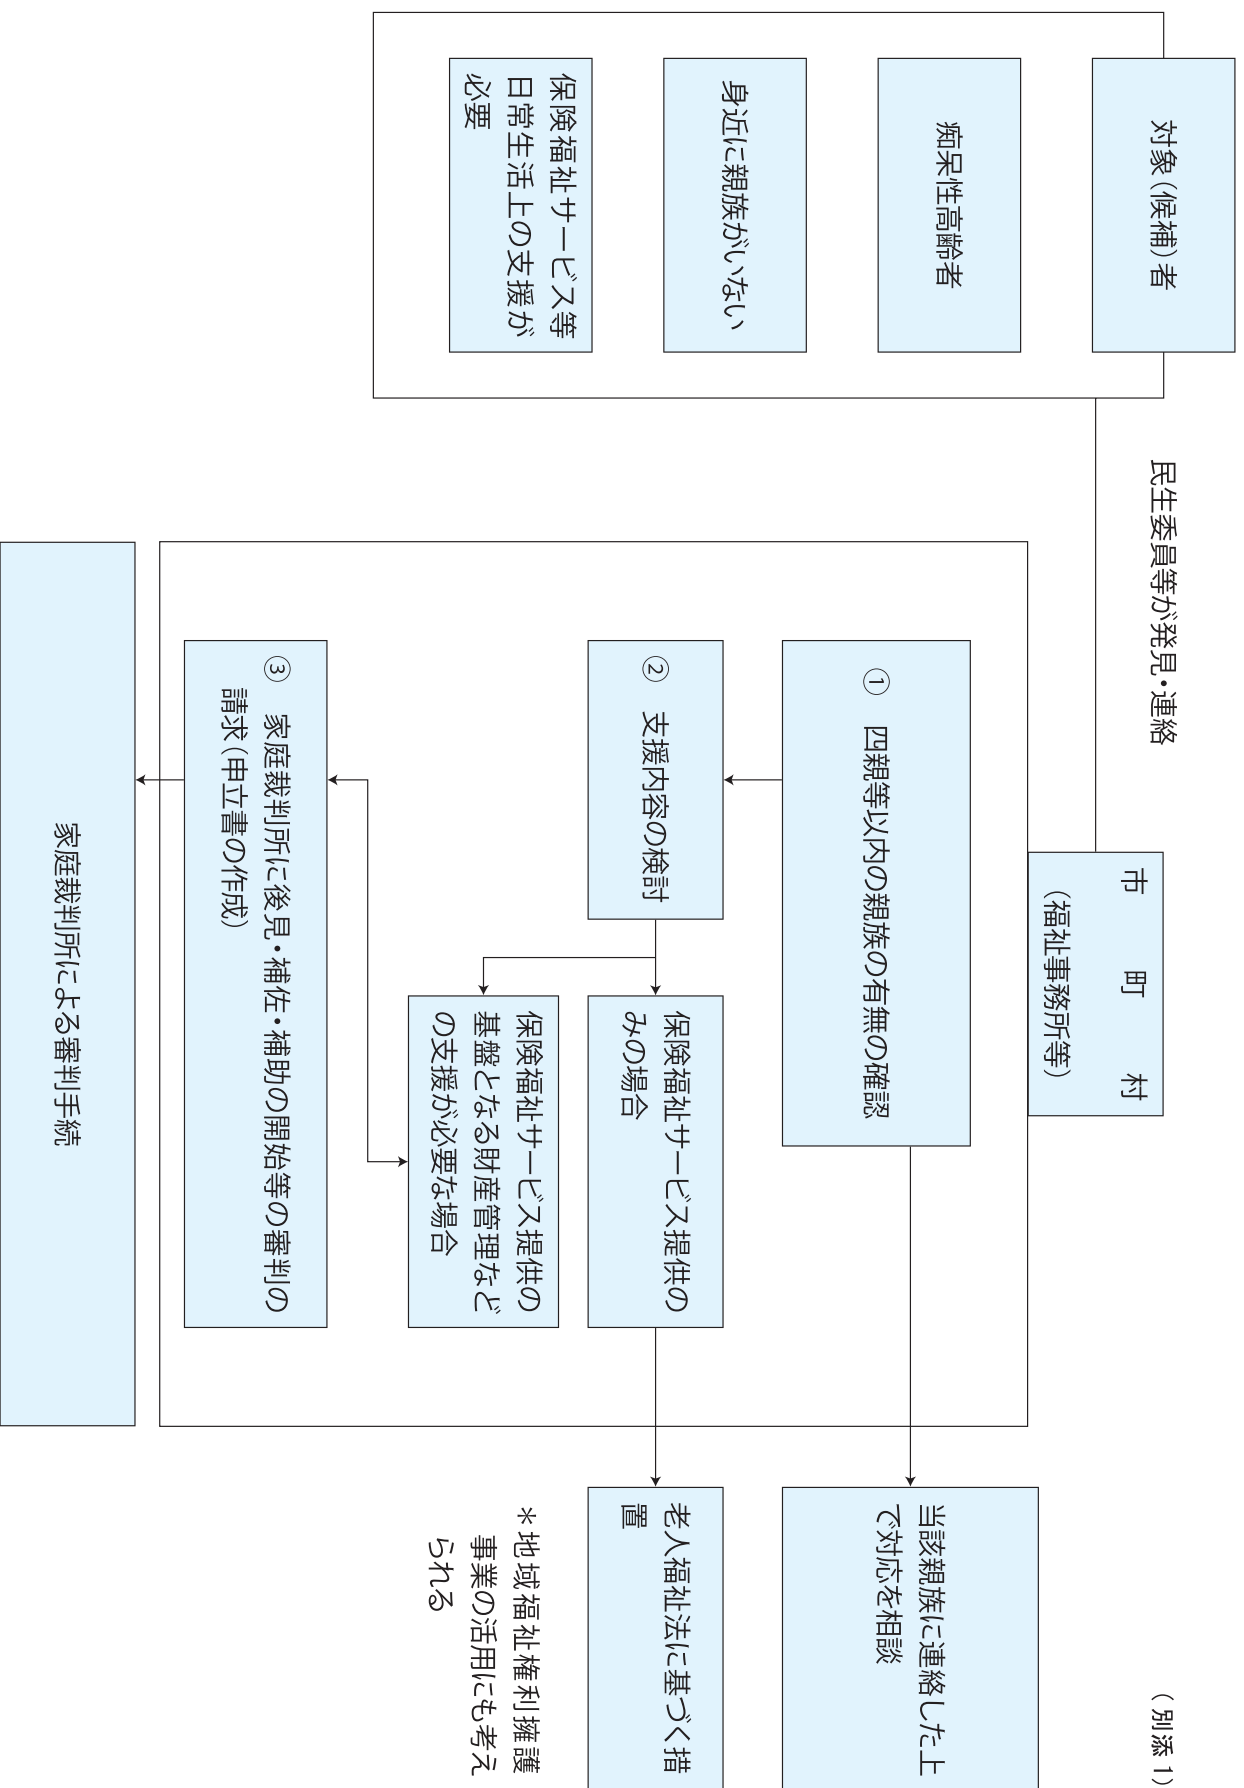 (別添 1)
対象(候補)者
痴呆性高齢者
身近に親族がいない
保険福祉サービス等
日常生活上の支援が
必要
民生委員等が発見・連絡
市町村
(福祉事務所等)
① 四親等以内の親族の有無の確認
② 支援内容の検討
保険福祉サービス提供の
みの場合
保険福祉サービス提供の
基盤となる財産管理など
の支援が必要な場合
③ 家庭裁判所に後見・補佐・補助の開始等の審判の
請求(申立書の作成)
当該親族に連絡した上
で対応を相談
老人福祉法に基づく措
置
*地域福祉権利擁護
事業の活用にも考え
られる
家庭裁判所による審判手続